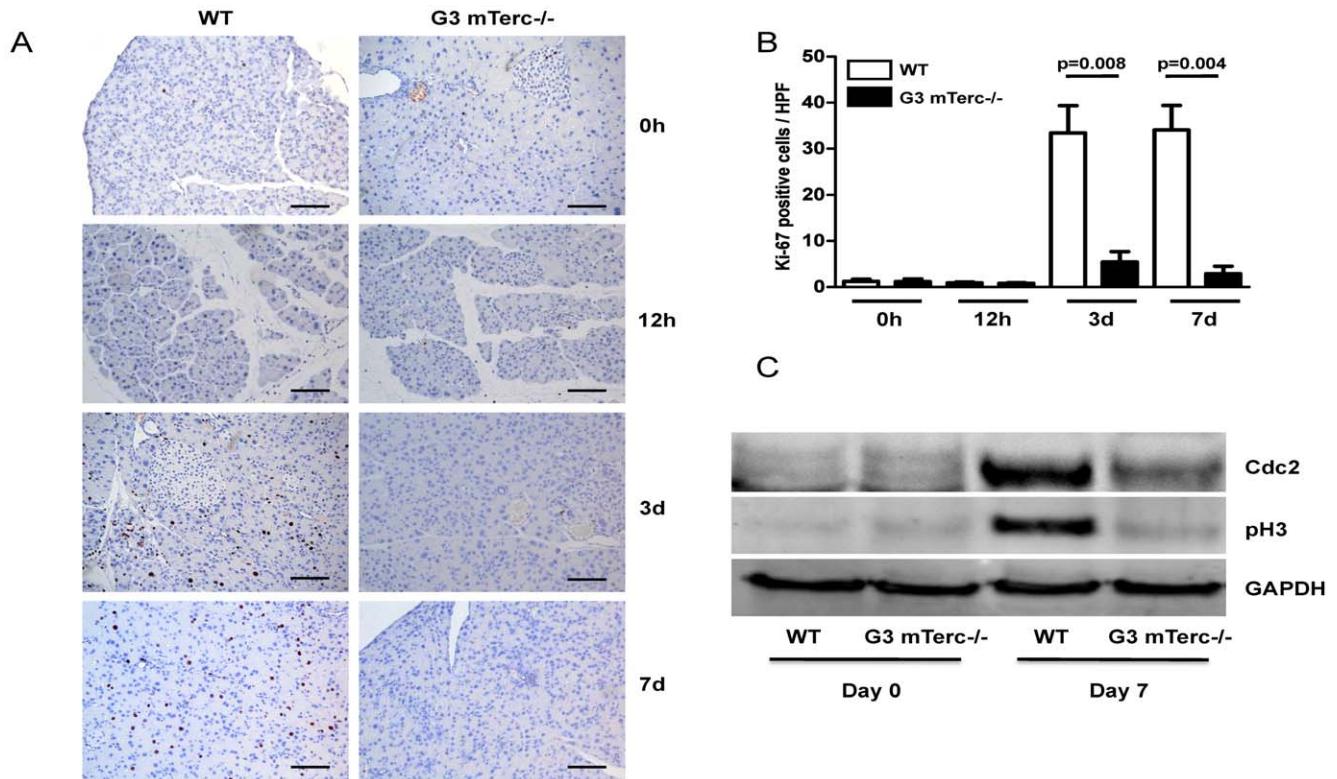 A
WT
G3 mTerc-/-
0h
12h
3d
7d
B
Ki-67 positive cells / HPF
50
40
30
20
10
0
WT
G3 mTerc-/-
p=0.008
p=0.004
0h
12h
3d
7d
C
Cdc2
pH3
GAPDH
WT
G3 mTerc-/-
WT
G3 mTerc-/-
Day 0
Day 7